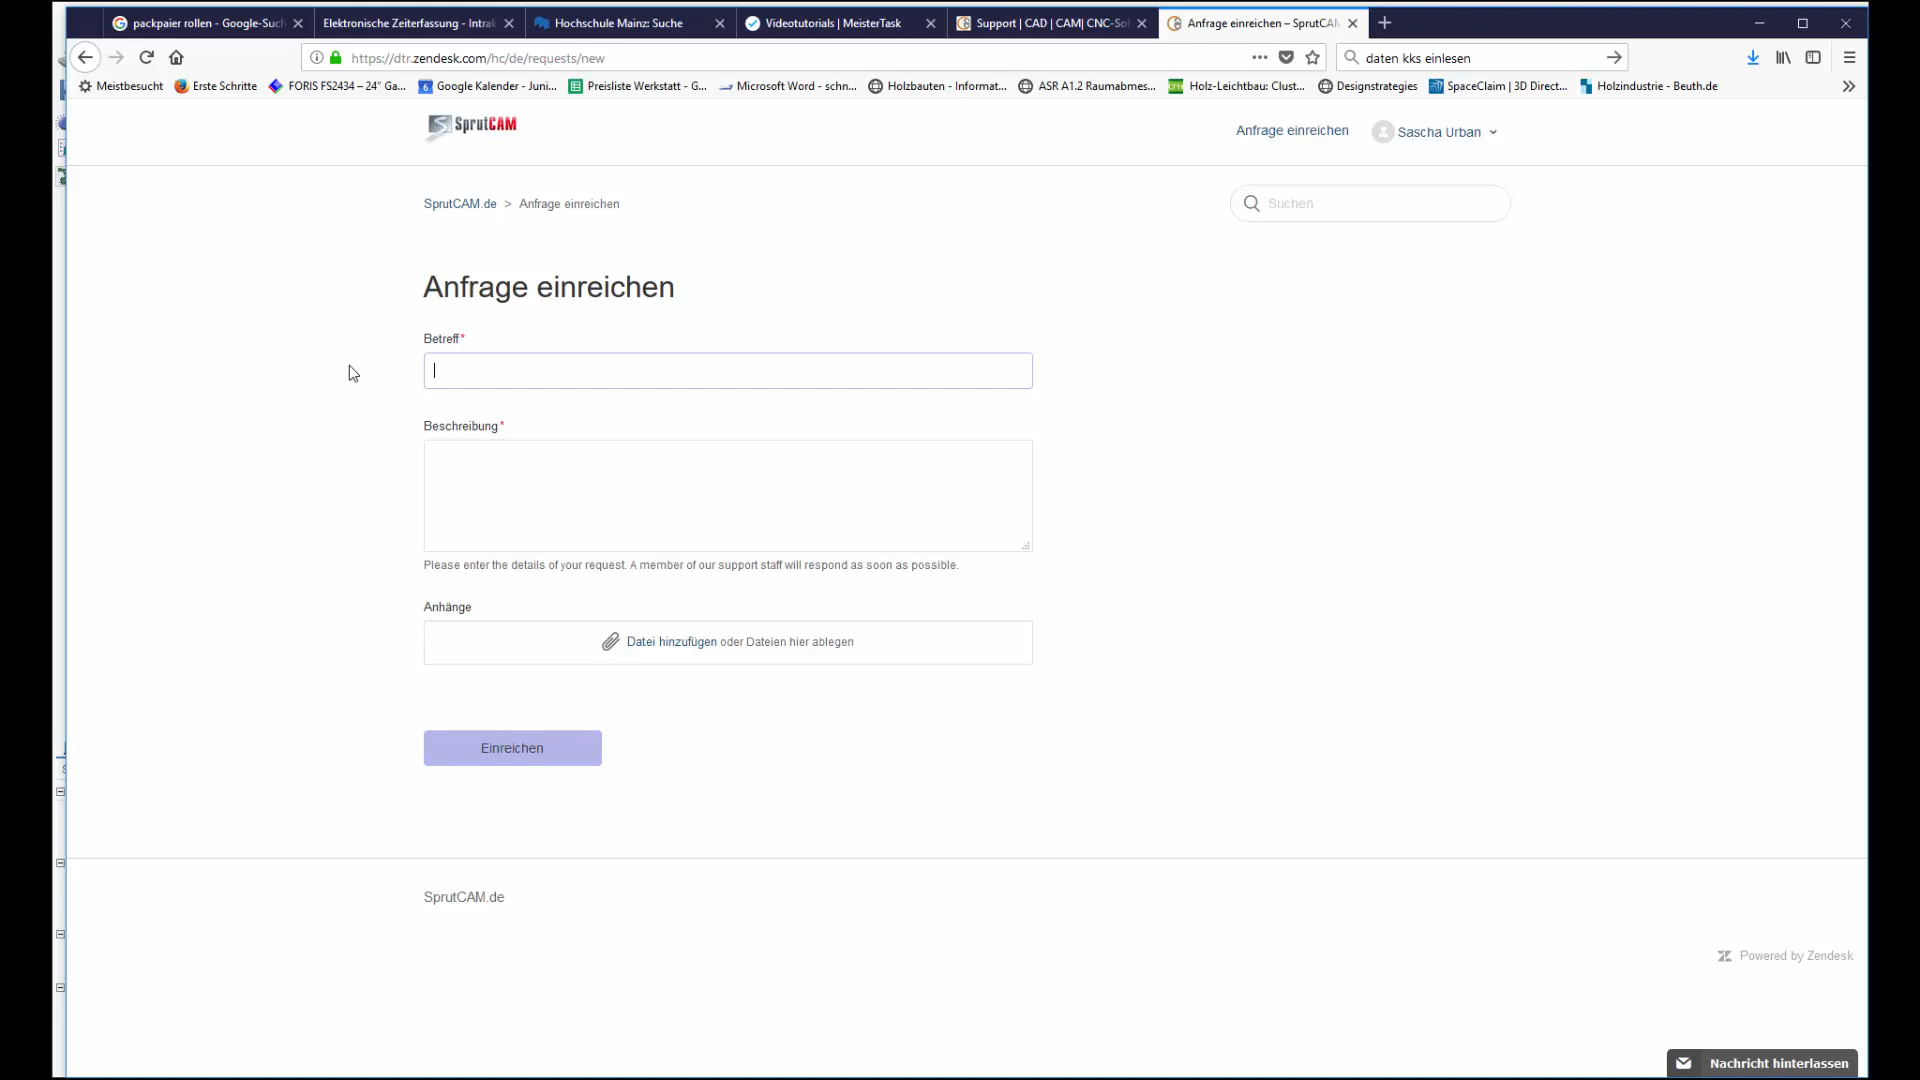 packpaier rollen - Google-Such
Elektronische Zeiterfassung - Intral
Hochschule Mainz: Suche
Videotutorials | MeisterTask
Support | CAD | CAM| CNC-Sof
Anfrage einreichen – SprutCAM
https://dtr.zendesk.com/hc/de/requests/new
daten kks einlesen
Meistbesucht
Erste Schritte
FORIS FS2434 – 24" Ga...
Google Kalender - Juni...
Preisliste Werkstatt - G...
Microsoft Word - schn...
Holzbauten - Informat...
ASR A1.2 Raumabmes...
Holz-Leichtbau: Clust...
Designstrategies
SpaceClaim | 3D Direct...
Holzindustrie - Beuth.de
SprutCAM
Anfrage einreichen
Sascha Urban
SprutCAM.de > Anfrage einreichen
Suchen
Anfrage einreichen
Betreff*
Beschreibung*
Please enter the details of your request. A member of our support staff will respond as soon as possible.
Anhänge
Datei hinzufügen oder Dateien hier ablegen
Einreichen
SprutCAM.de
Powered by Zendesk
Nachricht hinterlassen